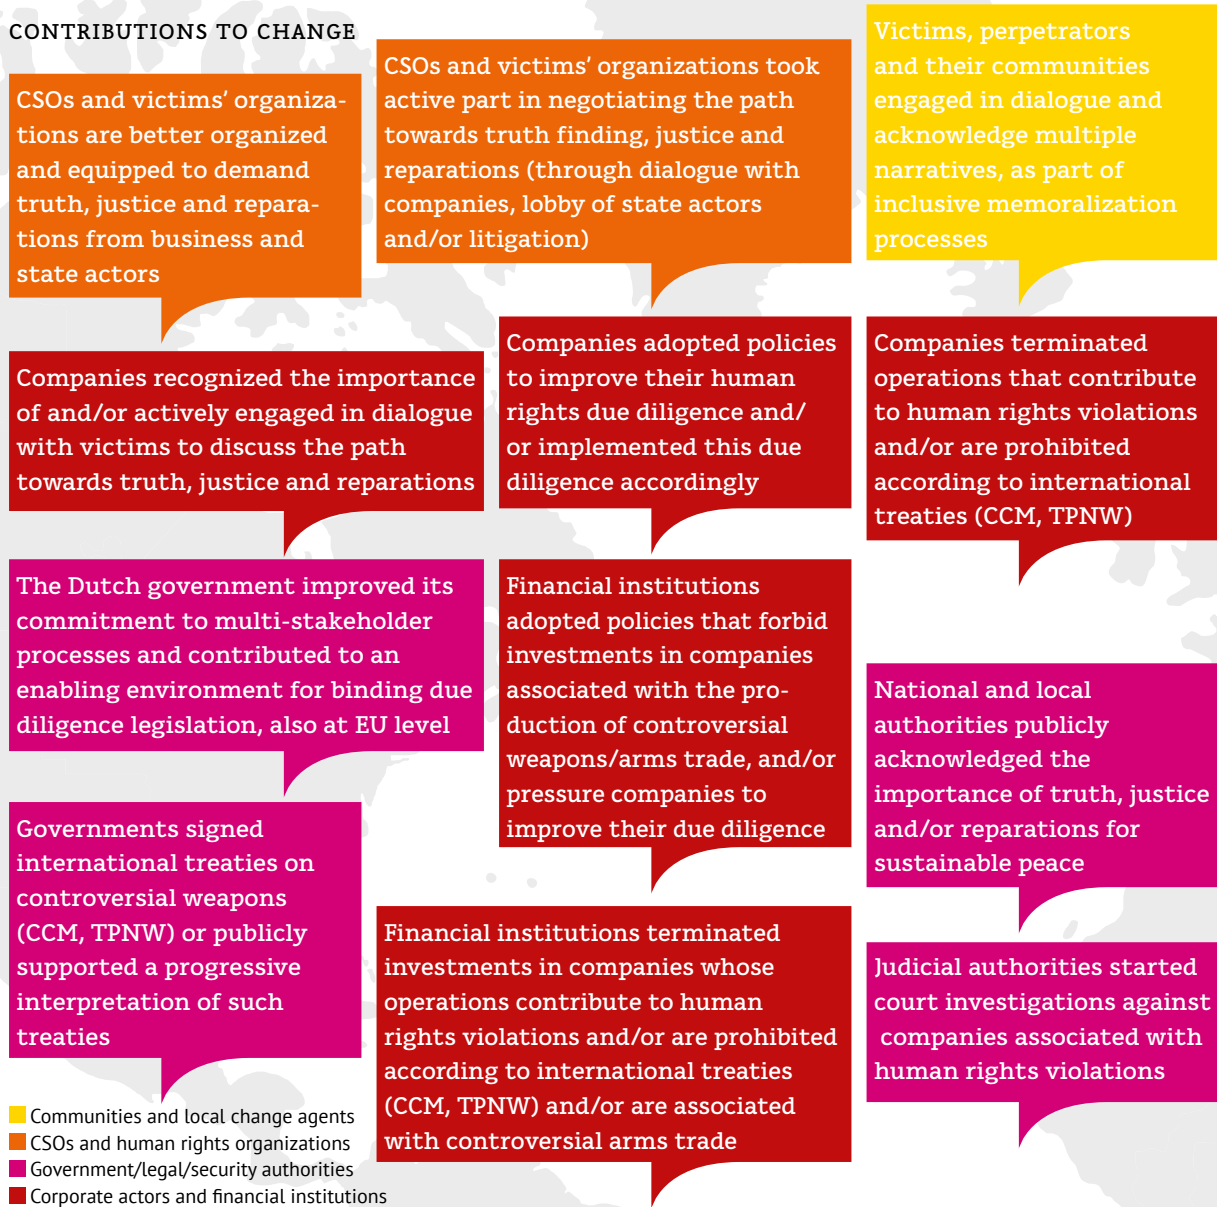 CONTRIBUTIONS TO CHANGE
CSOs and victims’ organiza-
tions are better organized
and equipped to demand
truth, justice and repara-
tions from business and
state actors
CSOs and victims’ organizations took
active part in negotiating the path
towards truth finding, justice and
reparations (through dialogue with
companies, lobby of state actors
and/or litigation)
Victims, perpetrators
and their communities
engaged in dialogue and
acknowledge multiple
narratives, as part of
inclusive memoralization
processes
Companies recognized the importance
of and/or actively engaged in dialogue
with victims to discuss the path
towards truth, justice and reparations
Companies adopted policies
to improve their human
rights due diligence and/
or implemented this due
diligence accordingly
Companies terminated
operations that contribute
to human rights violations
and/or are prohibited
according to international
treaties (CCM, TPNW)
The Dutch government improved its
commitment to multi-stakeholder
processes and contributed to an
enabling environment for binding due
diligence legislation, also at EU level
Financial institutions
adopted policies that forbid
investments in companies
associated with the pro-
duction of controversial
weapons/arms trade, and/or
pressure companies to
improve their due diligence
National and local
authorities publicly
acknowledged the
importance of truth, justice
and/or reparations for
sustainable peace
Governments signed
international treaties on
controversial weapons
(CCM, TPNW) or publicly
supported a progressive
interpretation of such
treaties
Financial institutions terminated
investments in companies whose
operations contribute to human
rights violations and/or are prohibited
according to international treaties
(CCM, TPNW) and/or are associated
with controversial arms trade
Judicial authorities started
court investigations against
companies associated with
human rights violations
Communities and local change agents
CSOs and human rights organizations
Government/legal/security authorities
Corporate actors and financial institutions